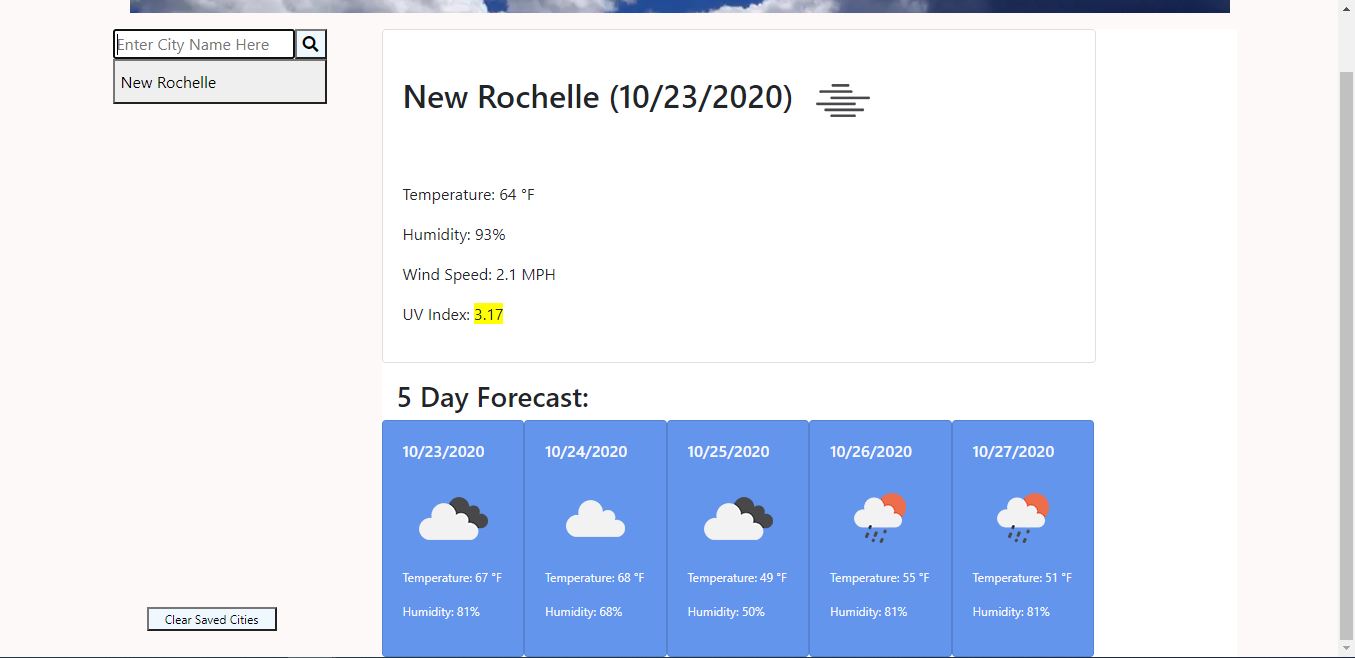 Enter City Name Here
New Rochelle
Clear Saved Cities
New Rochelle (10/23/2020)
Temperature: 64 °F
Humidity: 93%
Wind Speed: 2.1 MPH
UV Index: 3.17
5 Day Forecast:
10/23/2020
Temperature: 67 °F
Humidity: 81%
10/24/2020
Temperature: 68 °F
Humidity: 68%
10/25/2020
Temperature: 49 °F
Humidity: 50%
10/26/2020
Temperature: 55 °F
Humidity: 81%
10/27/2020
Temperature: 51 °F
Humidity: 81%